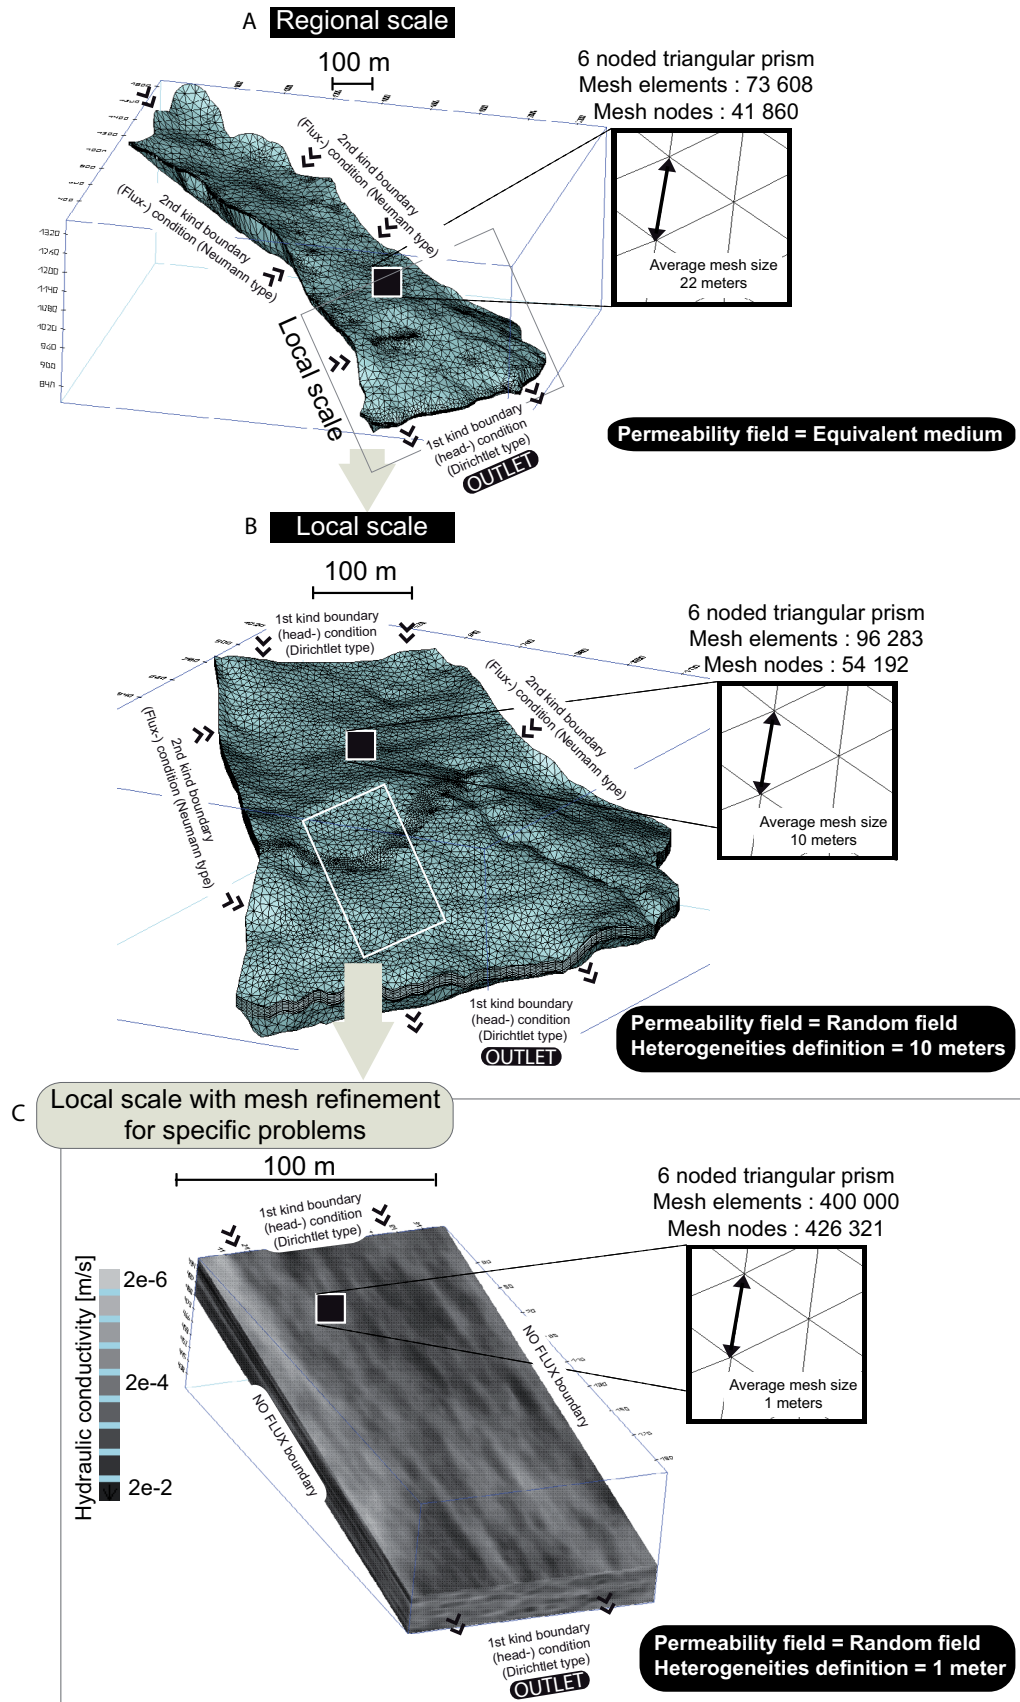 A Regional scale
100 m
6 noded triangular prism
Mesh elements : 73 608
Mesh nodes : 41 860
2nd kind boundary
(Flux-) condition (Neumann type)
2nd kind boundary
(Flux-) condition (Neumann type)
Average mesh size
22 meters
1320
1260
1200
1140
1080
1020
960
900
840
Local scale
1st kind boundary
(head-) condition
(Dirichtlet type)
OUTLET
Permeability field = Equivalent medium
B Local scale
100 m
1st kind boundary
(head-) condition
(Dirichtlet type)
6 noded triangular prism
Mesh elements : 96 283
Mesh nodes : 54 192
2nd kind boundary
(Flux-) condition (Neumann type)
2nd kind boundary
(Flux-) condition (Neumann type)
Average mesh size
10 meters
1st kind boundary
(head-) condition
(Dirichtlet type)
OUTLET
Permeability field = Random field
Heterogeneities definition = 10 meters
C Local scale with mesh refinement
for specific problems
100 m
1st kind boundary
(head-) condition
(Dirichtlet type)
6 noded triangular prism
Mesh elements : 400 000
Mesh nodes : 426 321
Hydraulic conductivity [m/s]
2e-6
2e-4
2e-2
NO FLUX boundary
NO FLUX boundary
Average mesh size
1 meters
1st kind boundary
(head-) condition
(Dirichtlet type)
OUTLET
Permeability field = Random field
Heterogeneities definition = 1 meter